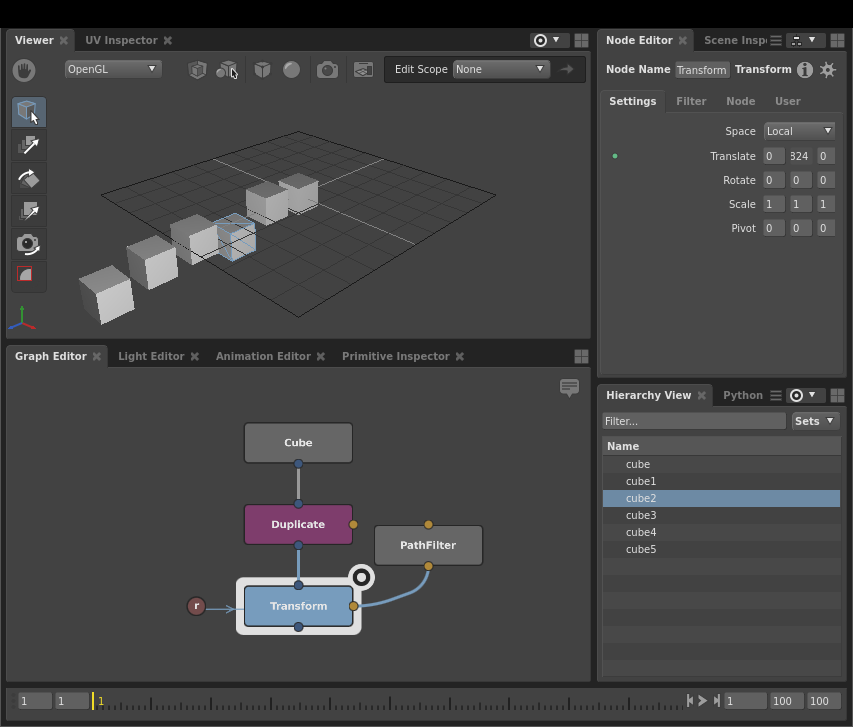 Viewer
UV Inspector
OpenGL
Edit Scope None
Node Editor
Scene Insp
Node Name Transform Transform
Settings Filter Node User
Space Local
Translate 0 824 0
Rotate 0 0 0
Scale 1 1 1
Pivot 0 0 0
Graph Editor
Light Editor
Animation Editor
Primitive Inspector
Cube
Duplicate
PathFilter
r
Transform
Hierarchy View
Python
Filter...
Sets
Name
cube
cube1
cube2
cube3
cube4
cube5
1 1 1 1 100 100